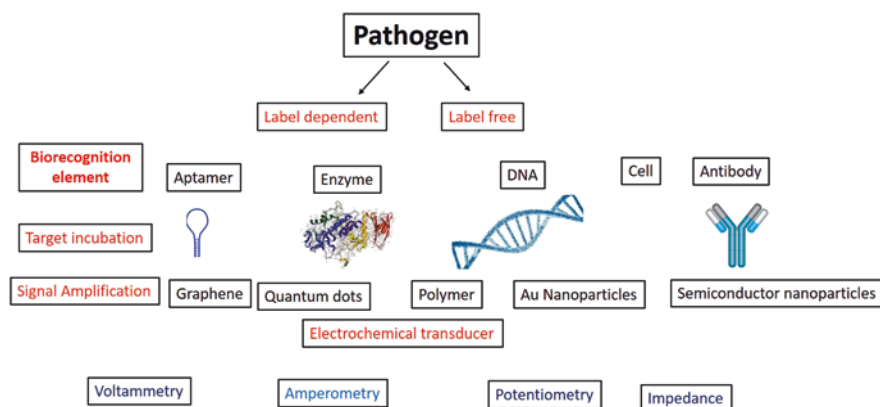 Pathogen
Label dependent
Label free
Biorecognition
element
Aptamer
Enzyme
DNA
Cell
Antibody
Target incubation
Signal Amplification
Graphene
Quantum dots
Polymer
Au Nanoparticles
Semiconductor nanoparticles
Electrochemical transducer
Voltammetry
Amperometry
Potentiometry
Impedance